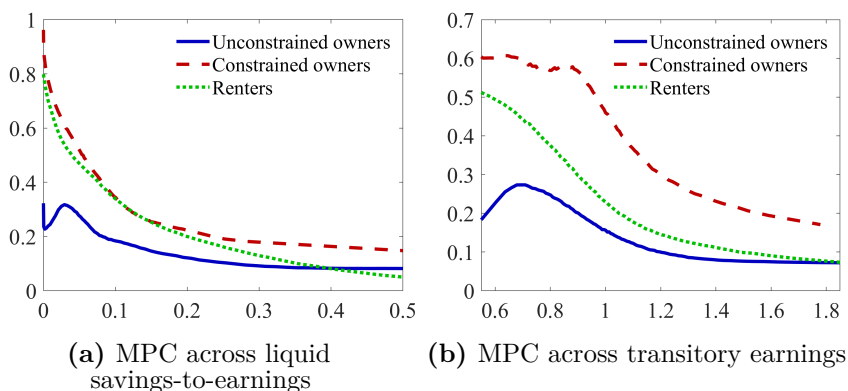 1
0.8
0.6
0.4
0.2
0
0 0.1 0.2 0.3 0.4 0.5
Unconstrained owners
Constrained owners
Renters
(a) MPC across liquid
savings-to-earnings
0.7
0.6
0.5
0.4
0.3
0.2
0.1
0
0.6 0.8 1 1.2 1.4 1.6 1.8
Unconstrained owners
Constrained owners
Renters
(b) MPC across transitory earnings